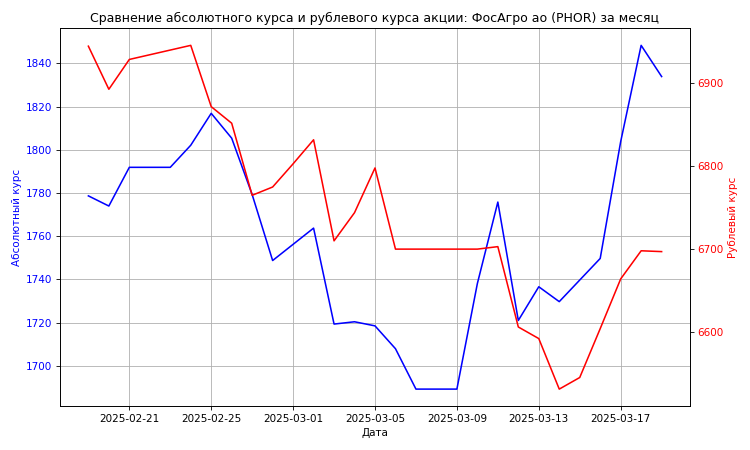 Сравнение абсолютного курса и рублевого курса акции: ФосАгро ао (PHOR) за месяц
Абсолютный курс
1840
1820
1800
1780
1760
1740
1720
1700
6900
6800
6700
6600
Рублевый курс
2025-02-21 2025-02-25 2025-03-01 2025-03-05 2025-03-09 2025-03-13 2025-03-17
Дата